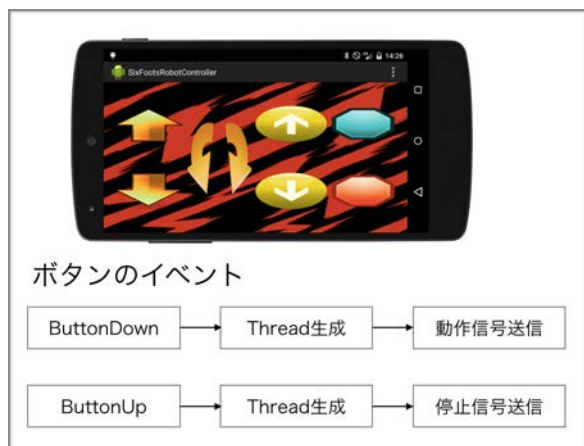 14:26
SixFootsRobotController
ボタンのイベント
ButtonDown
Thread生成
動作信号送信
ButtonUp
Thread生成
停止信号送信